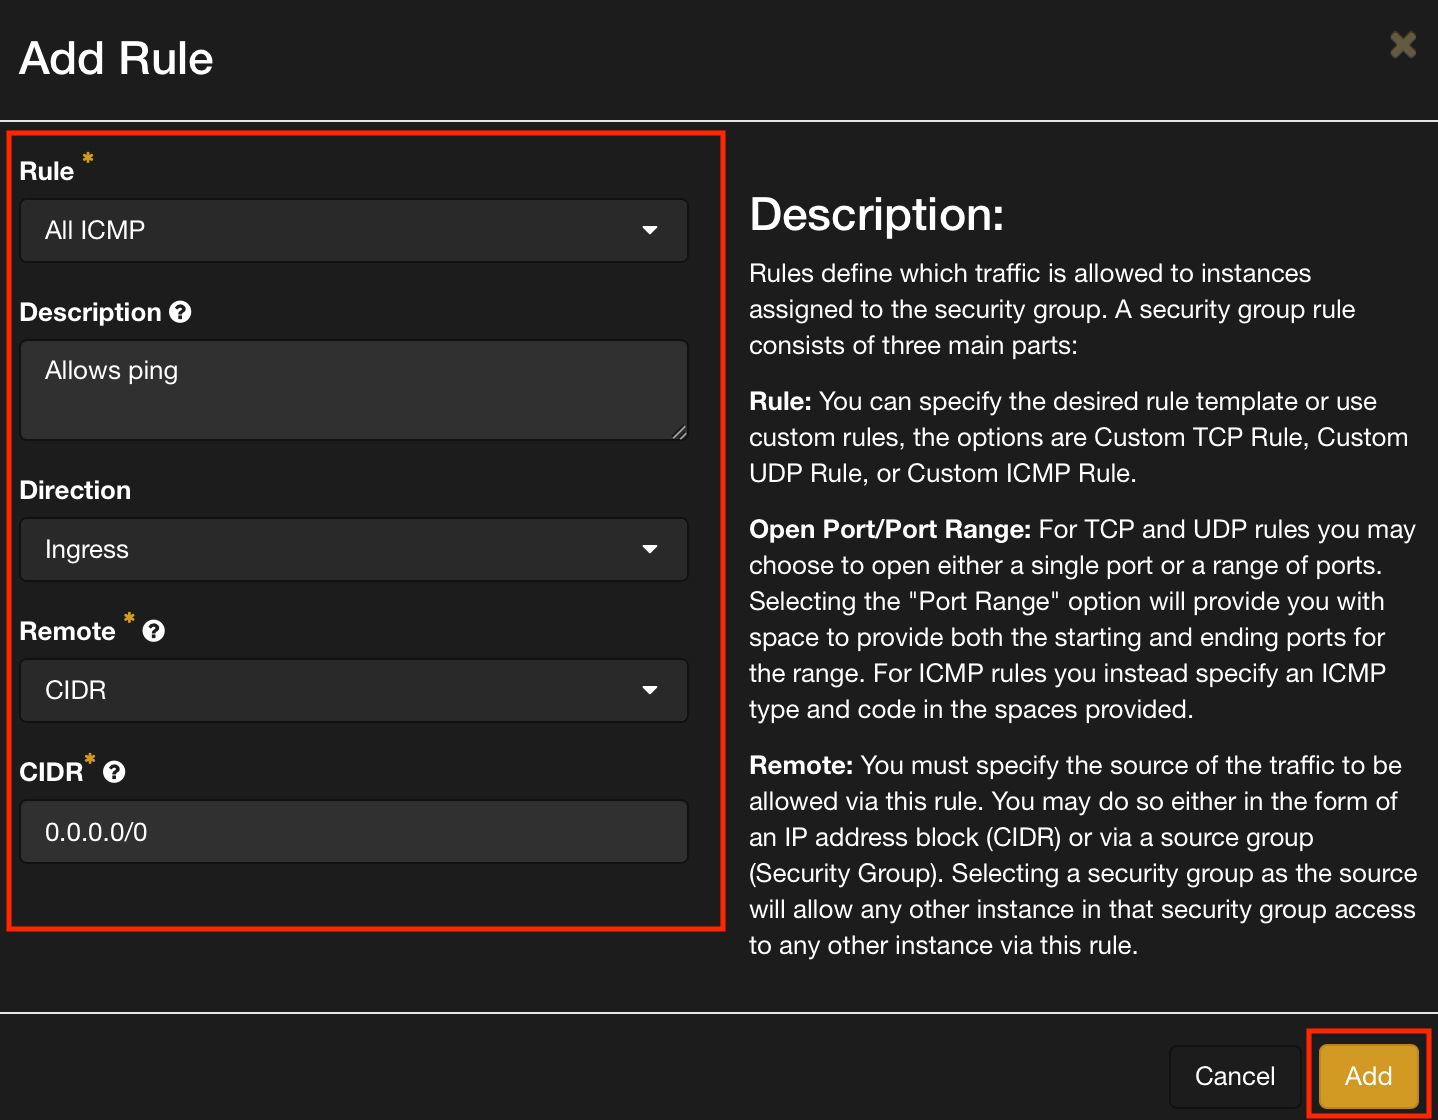 Add Rule
Rule *
All ICMP
Description
Allows ping
Direction
Ingress
Remote *
CIDR
CIDR*
0.0.0.0/0
Description:
Rules define which traffic is allowed to instances
assigned to the security group. A security group rule
consists of three main parts:
Rule: You can specify the desired rule template or use
custom rules, the options are Custom TCP Rule, Custom
UDP Rule, or Custom ICMP Rule.
Open Port/Port Range: For TCP and UDP rules you may
choose to open either a single port or a range of ports.
Selecting the "Port Range" option will provide you with
space to provide both the starting and ending ports for
the range. For ICMP rules you instead specify an ICMP
type and code in the spaces provided.
Remote: You must specify the source of the traffic to be
allowed via this rule. You may do so either in the form of
an IP address block (CIDR) or via a source group
(Security Group). Selecting a security group as the source
will allow any other instance in that security group access
to any other instance via this rule.
Cancel
Add